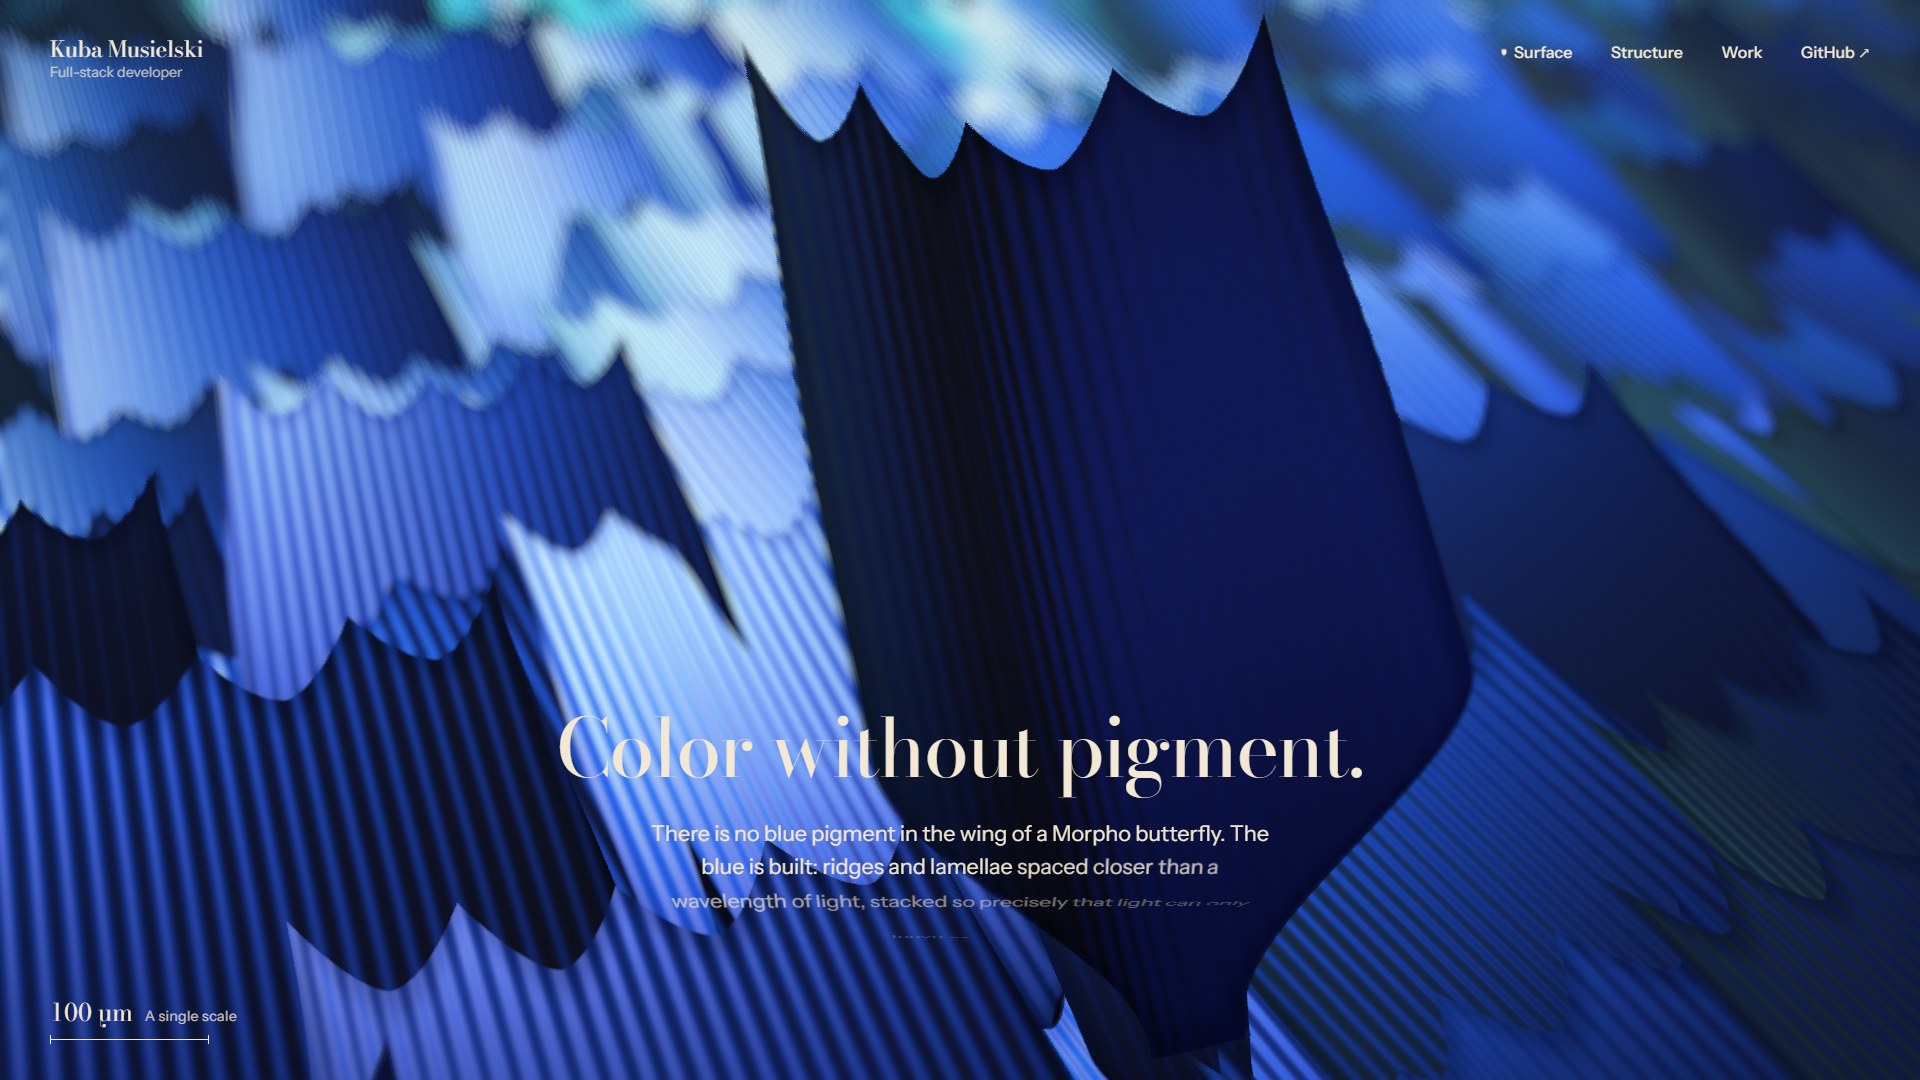 Kuba Musielski
Full-stack developer
Surface
Structure
Work
GitHub ↗
Color without pigment.
There is no blue pigment in the wing of a Morpho butterfly. The
blue is built: ridges and lamellae spaced closer than a
wavelength of light, stacked so precisely that light can only
100 µm A single scale